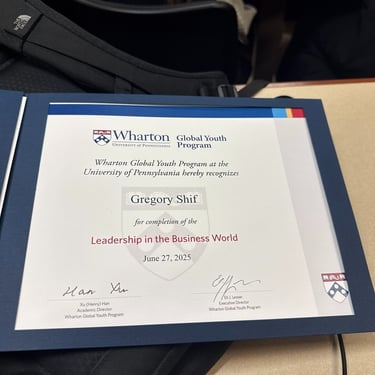 Wharton
UNIVERSITY of PENNSYLVANIA
Global Youth
Program
Wharton Global Youth Program at the
University of Pennsylvania hereby recognizes
Gregory Shif
for completion of the
Leadership in the Business World
June 27, 2025
Xu (Henry) Han
Academic Director
Wharton Global Youth Program
Eli J. Lesser
Executive Director
Wharton Global Youth Program